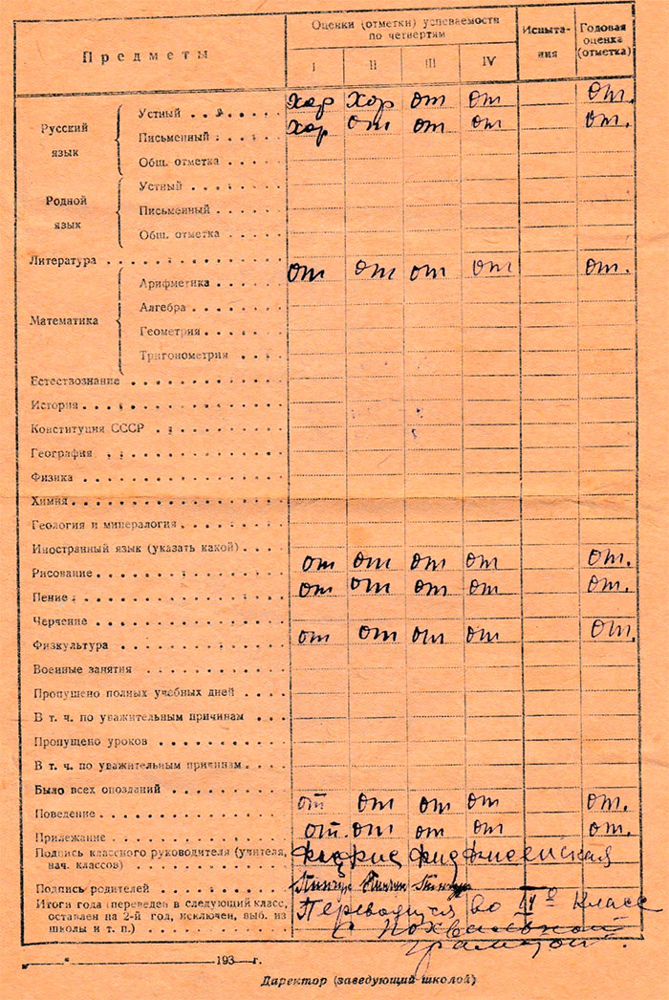 Предметы
Оценки (отметки) успеваемости
по четвертям
I II III IV
Испыта-
ния
Годовая
оценка
(отметка)
Русский
язык
Устный хор хор от от от.
Письменный хор от от от от.
Общ. отметка
Родной
язык
Устный
Письменный
Общ. отметка
Литература
Математика
Арифметика от от от от от.
Алгебра
Геометрия
Тригонометрия
Естествознание
История
Конституция СССР
География
Физика
Химия
Геология и минералогия
Иностранный язык (указать какой)
Рисование от от от от от.
Пение от от от от от.
Черчение
Физкультура от от от от от.
Военные занятия
Пропущено полных учебных дней
В т. ч. по уважительным причинам
Пропущено уроков
В т. ч. по уважительным причинам
Было всех опозданий
Поведение от от от от от.
Прилежание от. от от от от.
Подпись классного руководителя (учителя,
нач. классов)
Подпись родителей
Итоги года (переведен в следующий класс,
оставлен на 2-й год, исключен, выб. из
школы и т. п.)
Переводится во класс
с похвальной
грамотой.
" " 193 г.
Директор (заведующий школой)